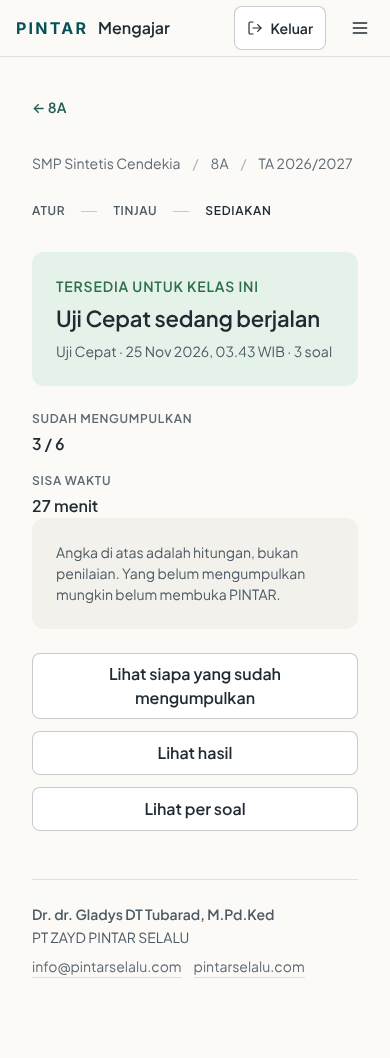 PINTAR Mengajar Keluar
← 8A
SMP Sintetis Cendekia / 8A / TA 2026/2027
ATUR — TINJAU — SEDIAKAN
TERSEDIA UNTUK KELAS INI
Uji Cepat sedang berjalan
Uji Cepat · 25 Nov 2026, 03.43 WIB · 3 soal
SUDAH MENGUMPULKAN
3 / 6
SISA WAKTU
27 menit
Angka di atas adalah hitungan, bukan
penilaian. Yang belum mengumpulkan
mungkin belum membuka PINTAR.
Lihat siapa yang sudah
mengumpulkan
Lihat hasil
Lihat per soal
Dr. dr. Gladys DT Tubarad, M.Pd.Ked
PT ZAYD PINTAR SELALU
info@pintarselalu.com pintarselalu.com